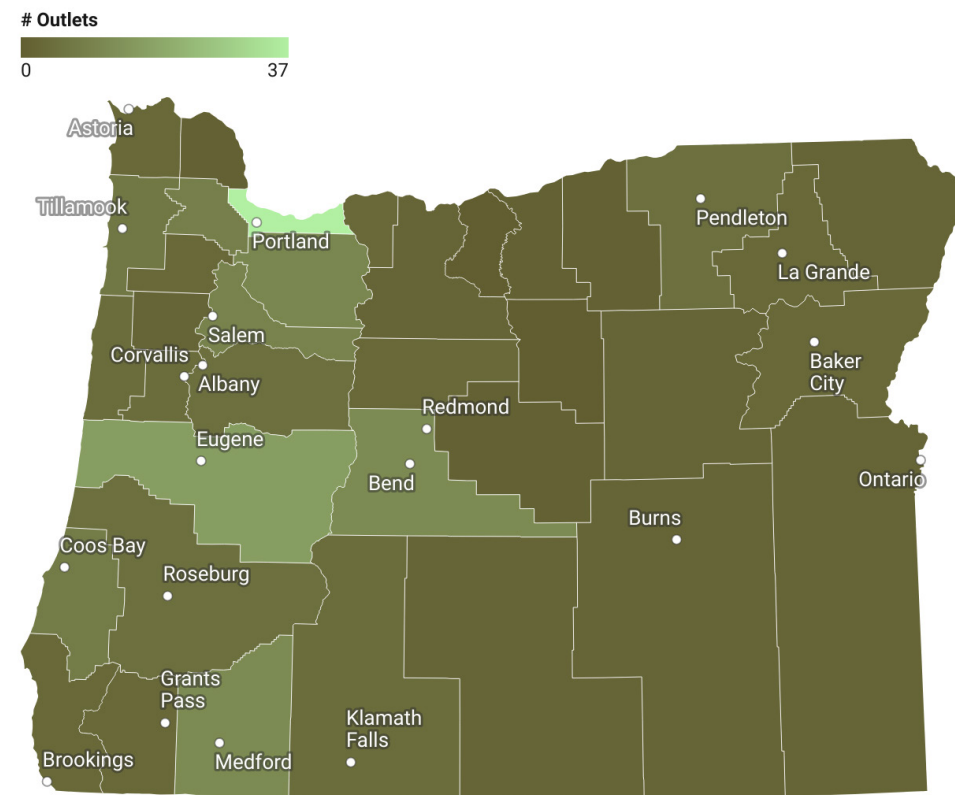 # Outlets
0 37
Astoria
Tillamook
Portland
Pendleton
La Grande
Salem
Corvallis
Albany
Baker
City
Redmond
Eugene
Bend
Ontario
Burns
Coos Bay
Roseburg
Grants
Pass
Klamath
Falls
Brookings
Medford